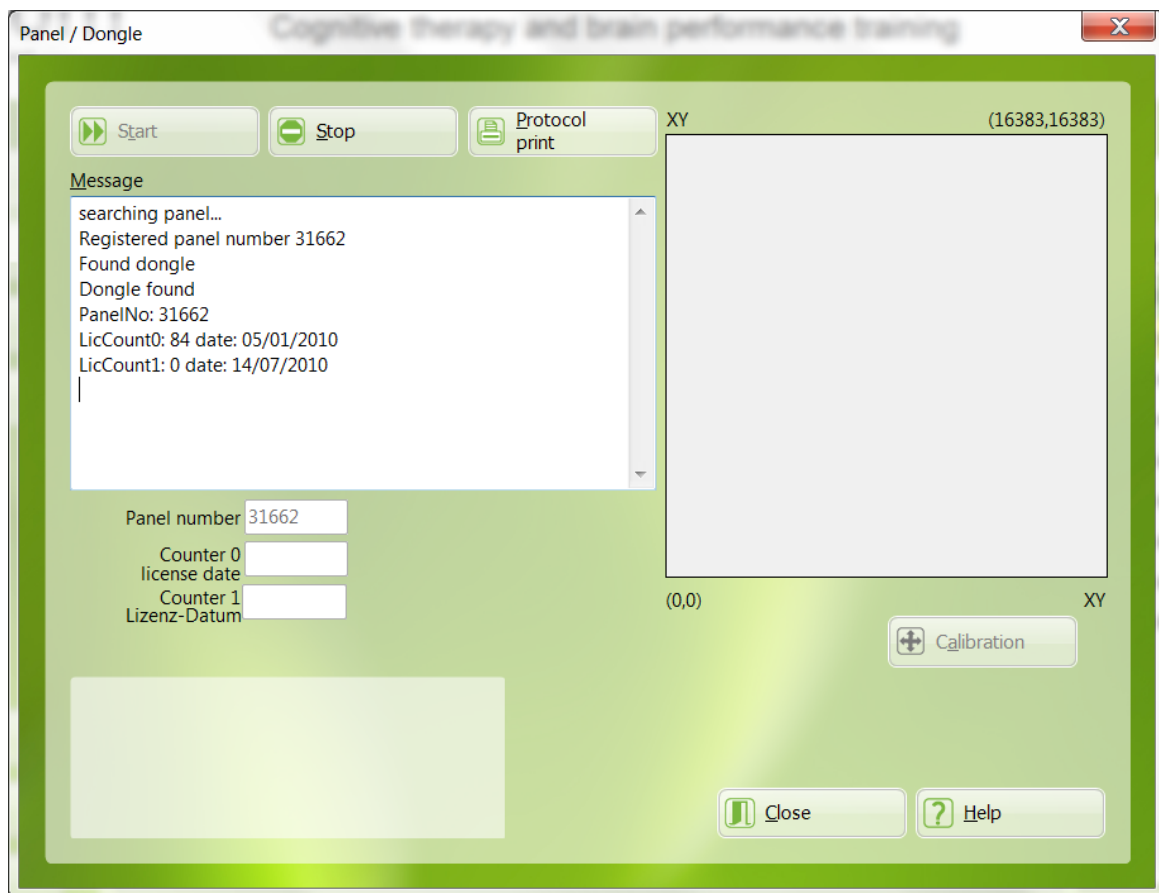 Cognitive therapy and brain performance training
Panel / Dongle
Start
Stop
Protocol
print
XY
(16383,16383)
Message
searching panel...
Registered panel number 31662
Found dongle
Dongle found
PanelNo: 31662
LicCount0: 84 date: 05/01/2010
LicCount1: 0 date: 14/07/2010
Panel number 31662
Counter 0
license date
Counter 1
Lizenz-Datum
(0,0)
XY
Calibration
Close
Help